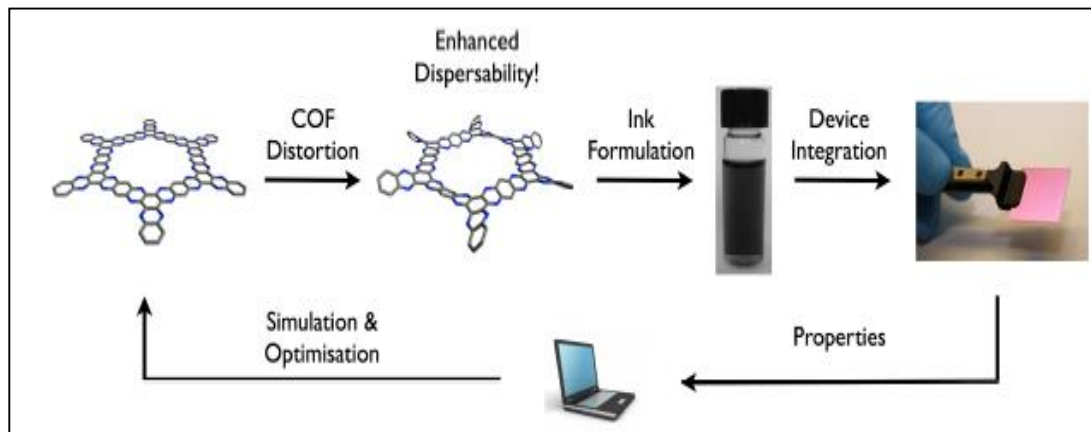 Enhanced
Dispersability!
COF
Distortion
Ink
Formulation
Device
Integration
Simulation &
Optimisation
Properties